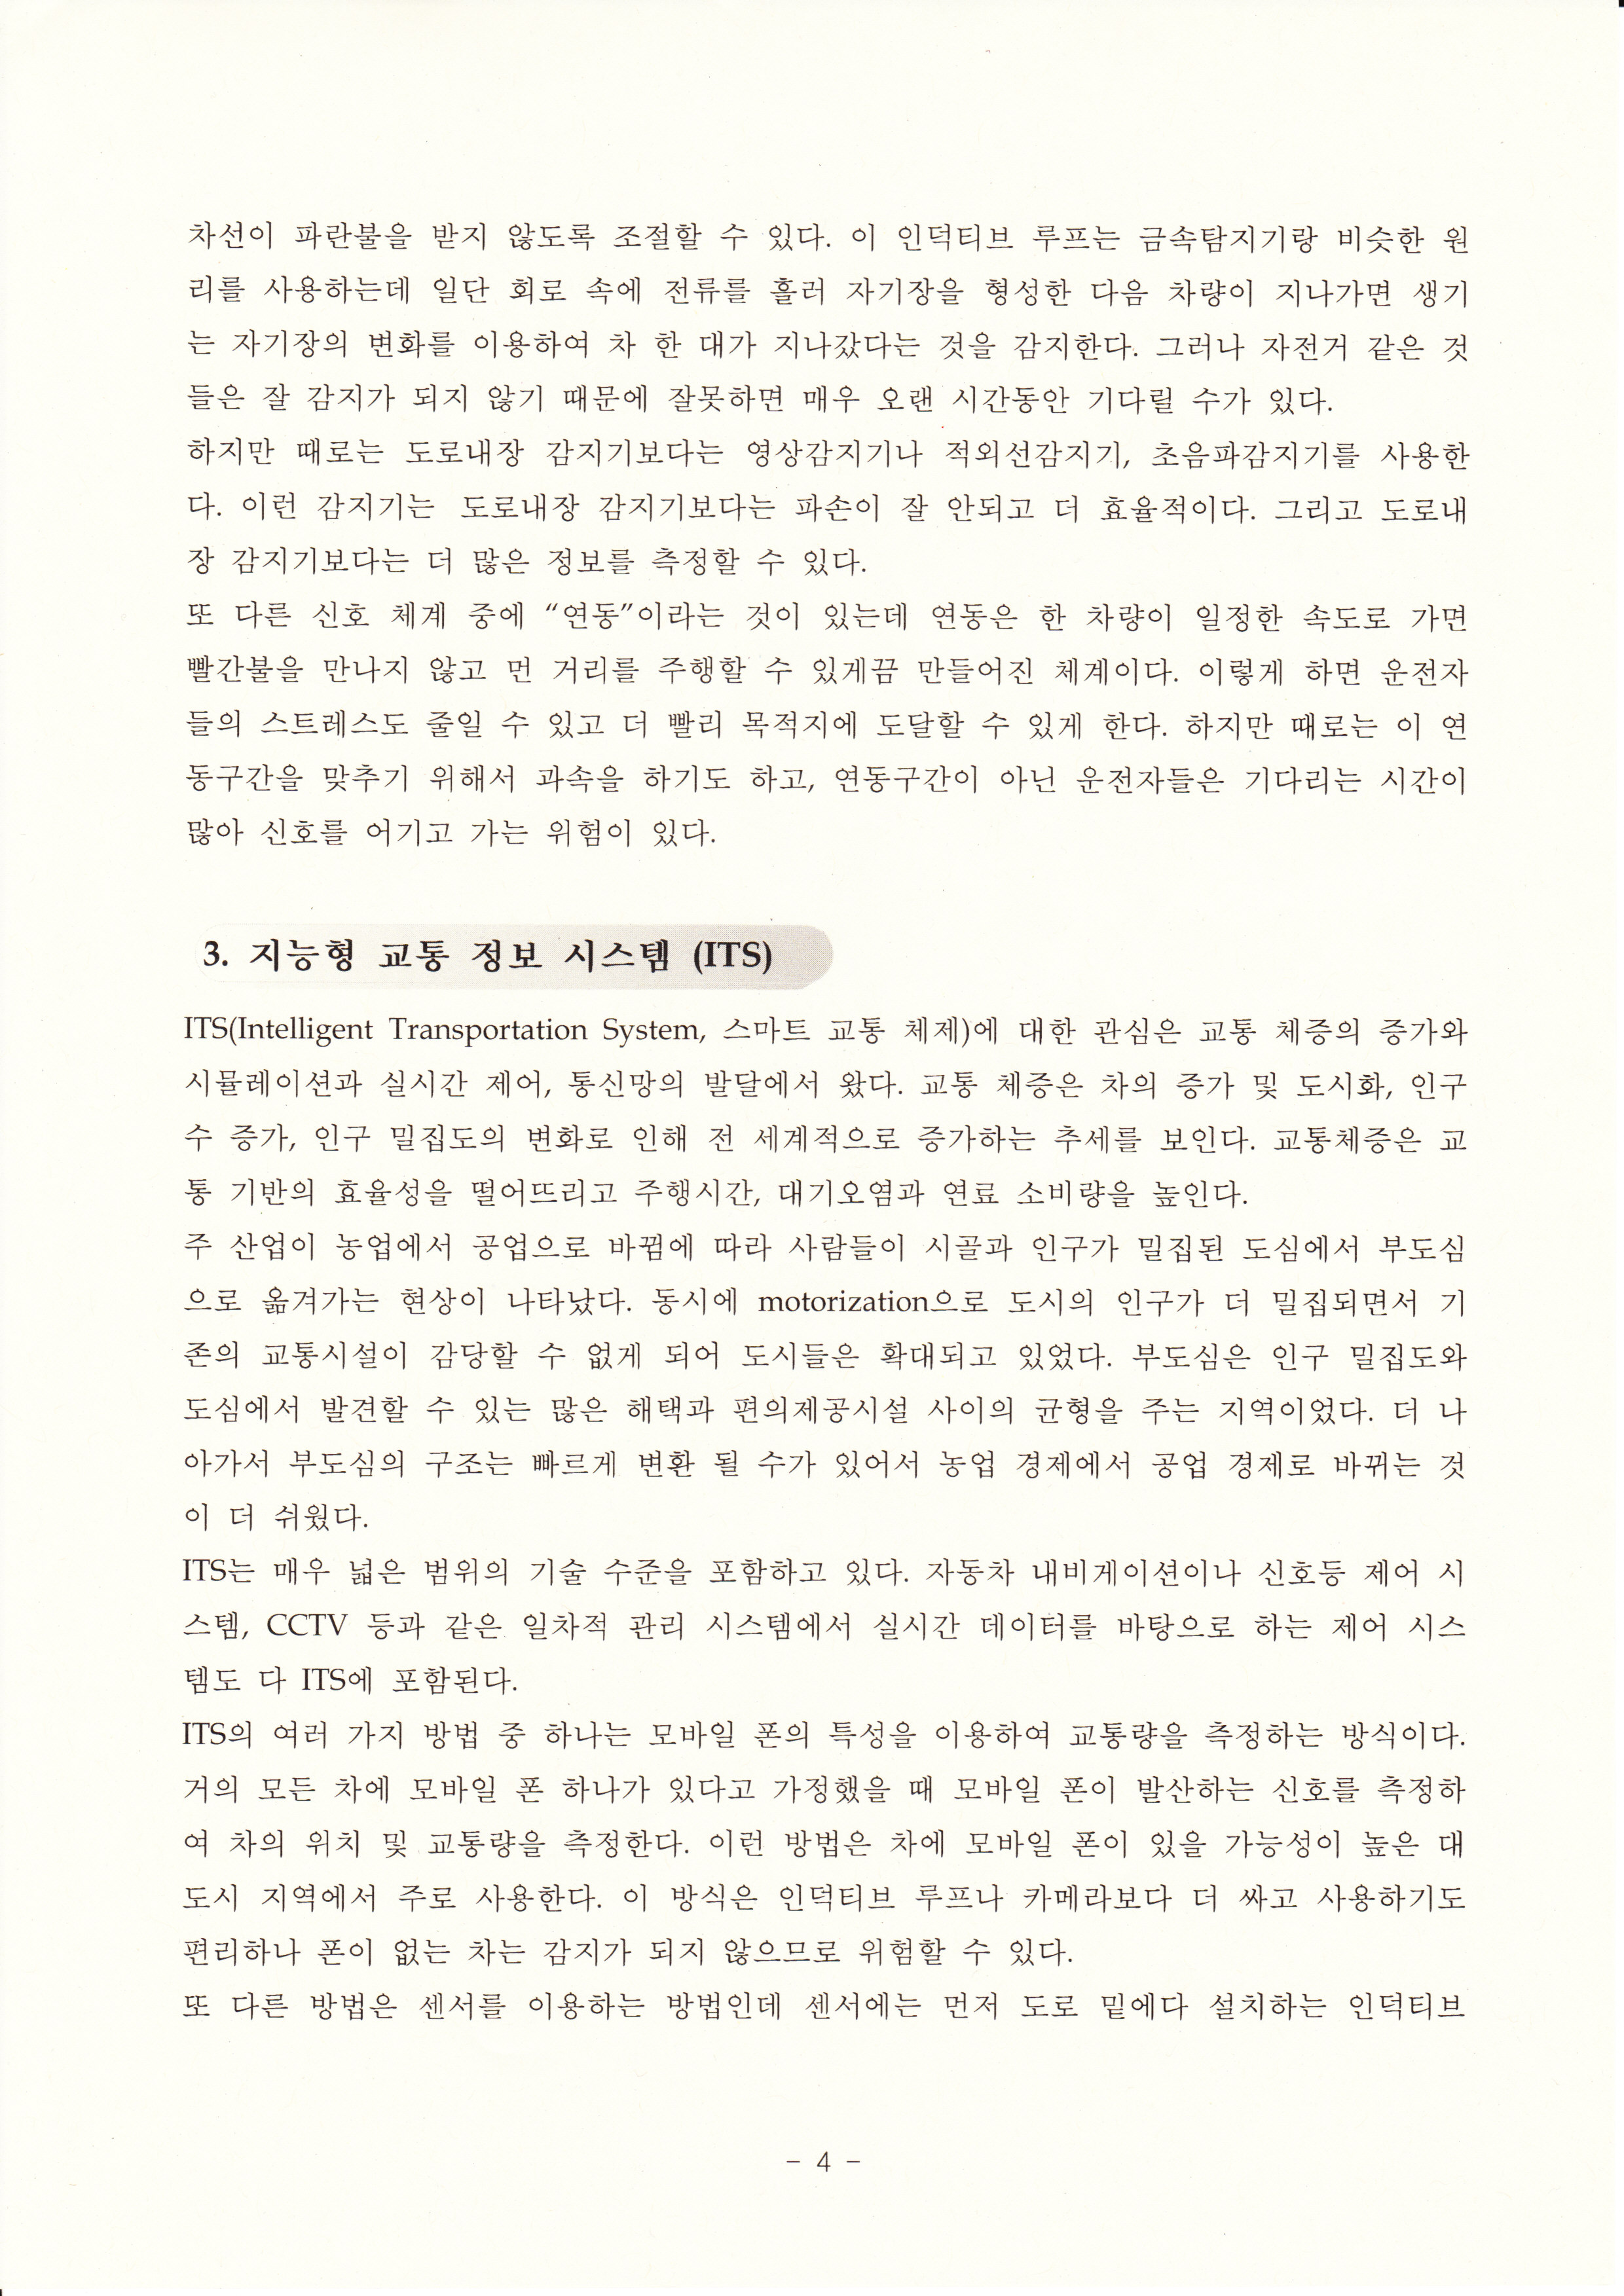 차선이 파란불을 받지 않도록 조절할 수 있다. 이 인덕티브 루프는 금속탐지기랑 비슷한 원
리를 사용하는데 일단 회로 속에 전류를 흘러 자기장을 형성한 다음 차량이 지나가면 생기
는 자기장의 변화를 이용하여 차 한 대가 지나갔다는 것을 감지한다. 그러나 자전거 같은 것
들은 잘 감지가 되지 않기 때문에 잘못하면 매우 오랜 시간동안 기다릴 수가 있다.
하지만 때로는 도로내장 감지기보다는 영상감지기나 적외선감지기, 초음파감지기를 사용한
다. 이런 감지기는 도로내장 감지기보다는 파손이 잘 안되고 더 효율적이다. 그리고 도로내
장 감지기보다는 더 많은 정보를 측정할 수 있다.
또 다른 신호 체계 중에 “연동”이라는 것이 있는데 연동은 한 차량이 일정한 속도로 가면
빨간불을 만나지 않고 먼 거리를 주행할 수 있게끔 만들어진 체계이다. 이렇게 하면 운전자
들의 스트레스도 줄일 수 있고 더 빨리 목적지에 도달할 수 있게 한다. 하지만 때로는 이 연
동구간을 맞추기 위해서 과속을 하기도 하고, 연동구간이 아닌 운전자들은 기다리는 시간이
많아 신호를 어기고 가는 위험이 있다.
3. 지능형 교통 정보 시스템 (ITS)
ITS(Intelligent Transportation System, 스마트 교통 체제)에 대한 관심은 교통 체증의 증가와
시뮬레이션과 실시간 제어, 통신망의 발달에서 왔다. 교통 체증은 차의 증가 및 도시화, 인구
수 증가, 인구 밀집도의 변화로 인해 전 세계적으로 증가하는 추세를 보인다. 교통체증은 교
통 기반의 효율성을 떨어뜨리고 주행시간, 대기오염과 연료 소비량을 높인다.
주 산업이 농업에서 공업으로 바뀜에 따라 사람들이 시골과 인구가 밀집된 도심에서 부도심
으로 옮겨가는 현상이 나타났다. 동시에 motorization으로 도시의 인구가 더 밀집되면서 기
존의 교통시설이 감당할 수 없게 되어 도시들은 확대되고 있었다. 부도심은 인구 밀집도와
도심에서 발견할 수 있는 많은 해택과 편의제공시설 사이의 균형을 주는 지역이었다. 더 나
아가서 부도심의 구조는 빠르게 변환 될 수가 있어서 농업 경제에서 공업 경제로 바뀌는 것
이 더 쉬웠다.
ITS는 매우 넓은 범위의 기술 수준을 포함하고 있다. 자동차 내비게이션이나 신호등 제어 시
스템, CCTV 등과 같은 일차적 관리 시스템에서 실시간 데이터를 바탕으로 하는 제어 시스
템도 다 ITS에 포함된다.
ITS의 여러 가지 방법 중 하나는 모바일 폰의 특성을 이용하여 교통량을 측정하는 방식이다.
거의 모든 차에 모바일 폰 하나가 있다고 가정했을 때 모바일 폰이 발산하는 신호를 측정하
여 차의 위치 및 교통량을 측정한다. 이런 방법은 차에 모바일 폰이 있을 가능성이 높은 대
도시 지역에서 주로 사용한다. 이 방식은 인덕티브 루프나 카메라보다 더 싸고 사용하기도
편리하나 폰이 없는 차는 감지가 되지 않으므로 위험할 수 있다.
또 다른 방법은 센서를 이용하는 방법인데 센서에는 먼저 도로 밑에다 설치하는 인덕티브
- 4 -